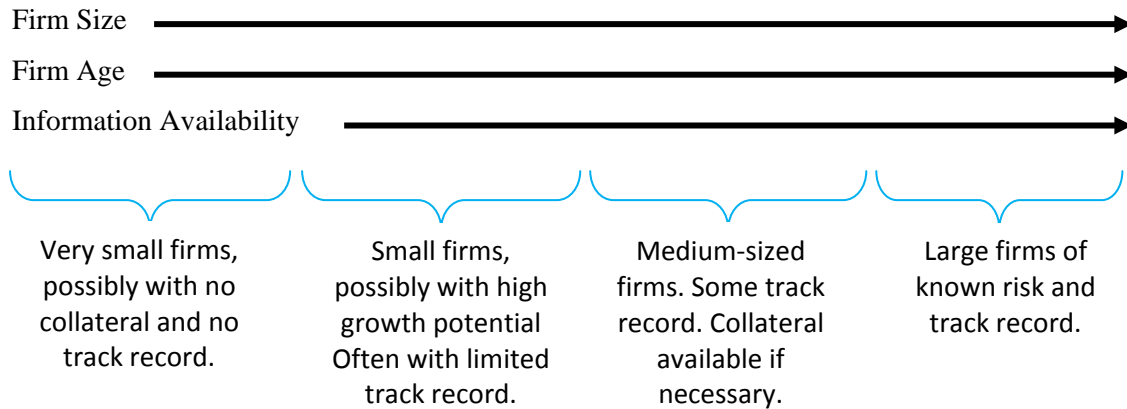 Firm Size
Firm Age
Information Availability
Very small firms,
possibly with no
collateral and no
track record.
Small firms,
possibly with high
growth potential
Often with limited
track record.
Medium-sized
firms. Some track
record. Collateral
available if
necessary.
Large firms of
known risk and
track record.